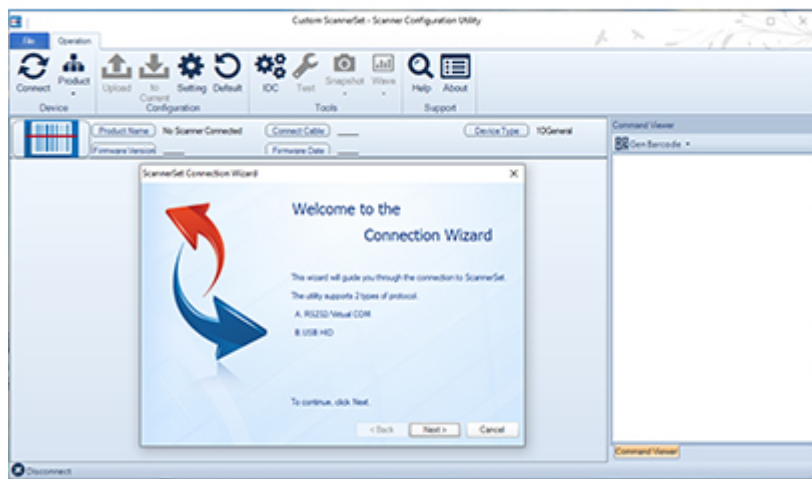 Custom ScannerSet - Scanner Configuration Utility
File Operation
Connect Product Upload to Current Setting Default IDC Test Snapshot Wave Help About
Device Configuration Tools Support
Product Name No Scanner Connected Connect Cable Device Type 1DGeneral
Firmware Version Firmware Date
Command Viewer
Gen Barcode
ScannerSet Connection Wizard
Welcome to the
Connection Wizard
This wizard will guide you through the connection to ScannerSet.
The utility supports 2 types of protocol.
A. RS232/Virtual COM
B. USB HID
To continue, click Next.
< Back Next > Cancel
Command Viewer
Disconnect